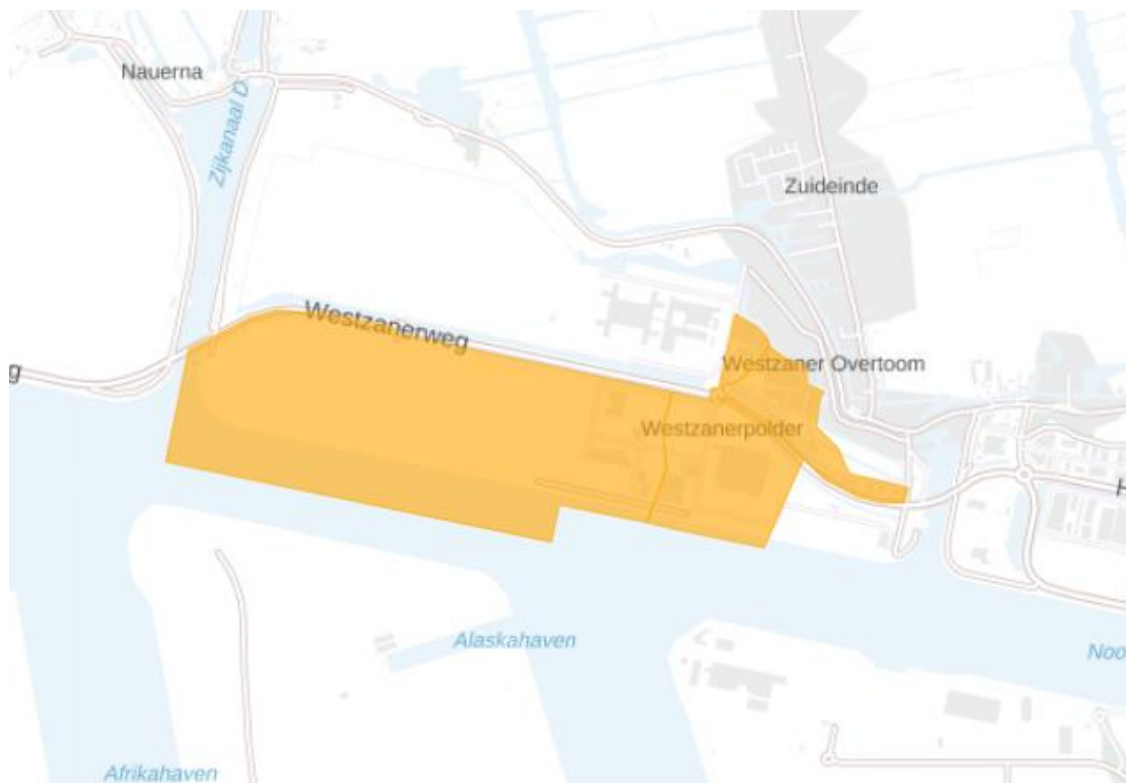 Nauerna
Zijkanaal D
Zuideinde
Westzanerweg
Westzaner Overtoom
g
Westzanerpolder
H
Alaskahaven
Noo
Afrikahaven